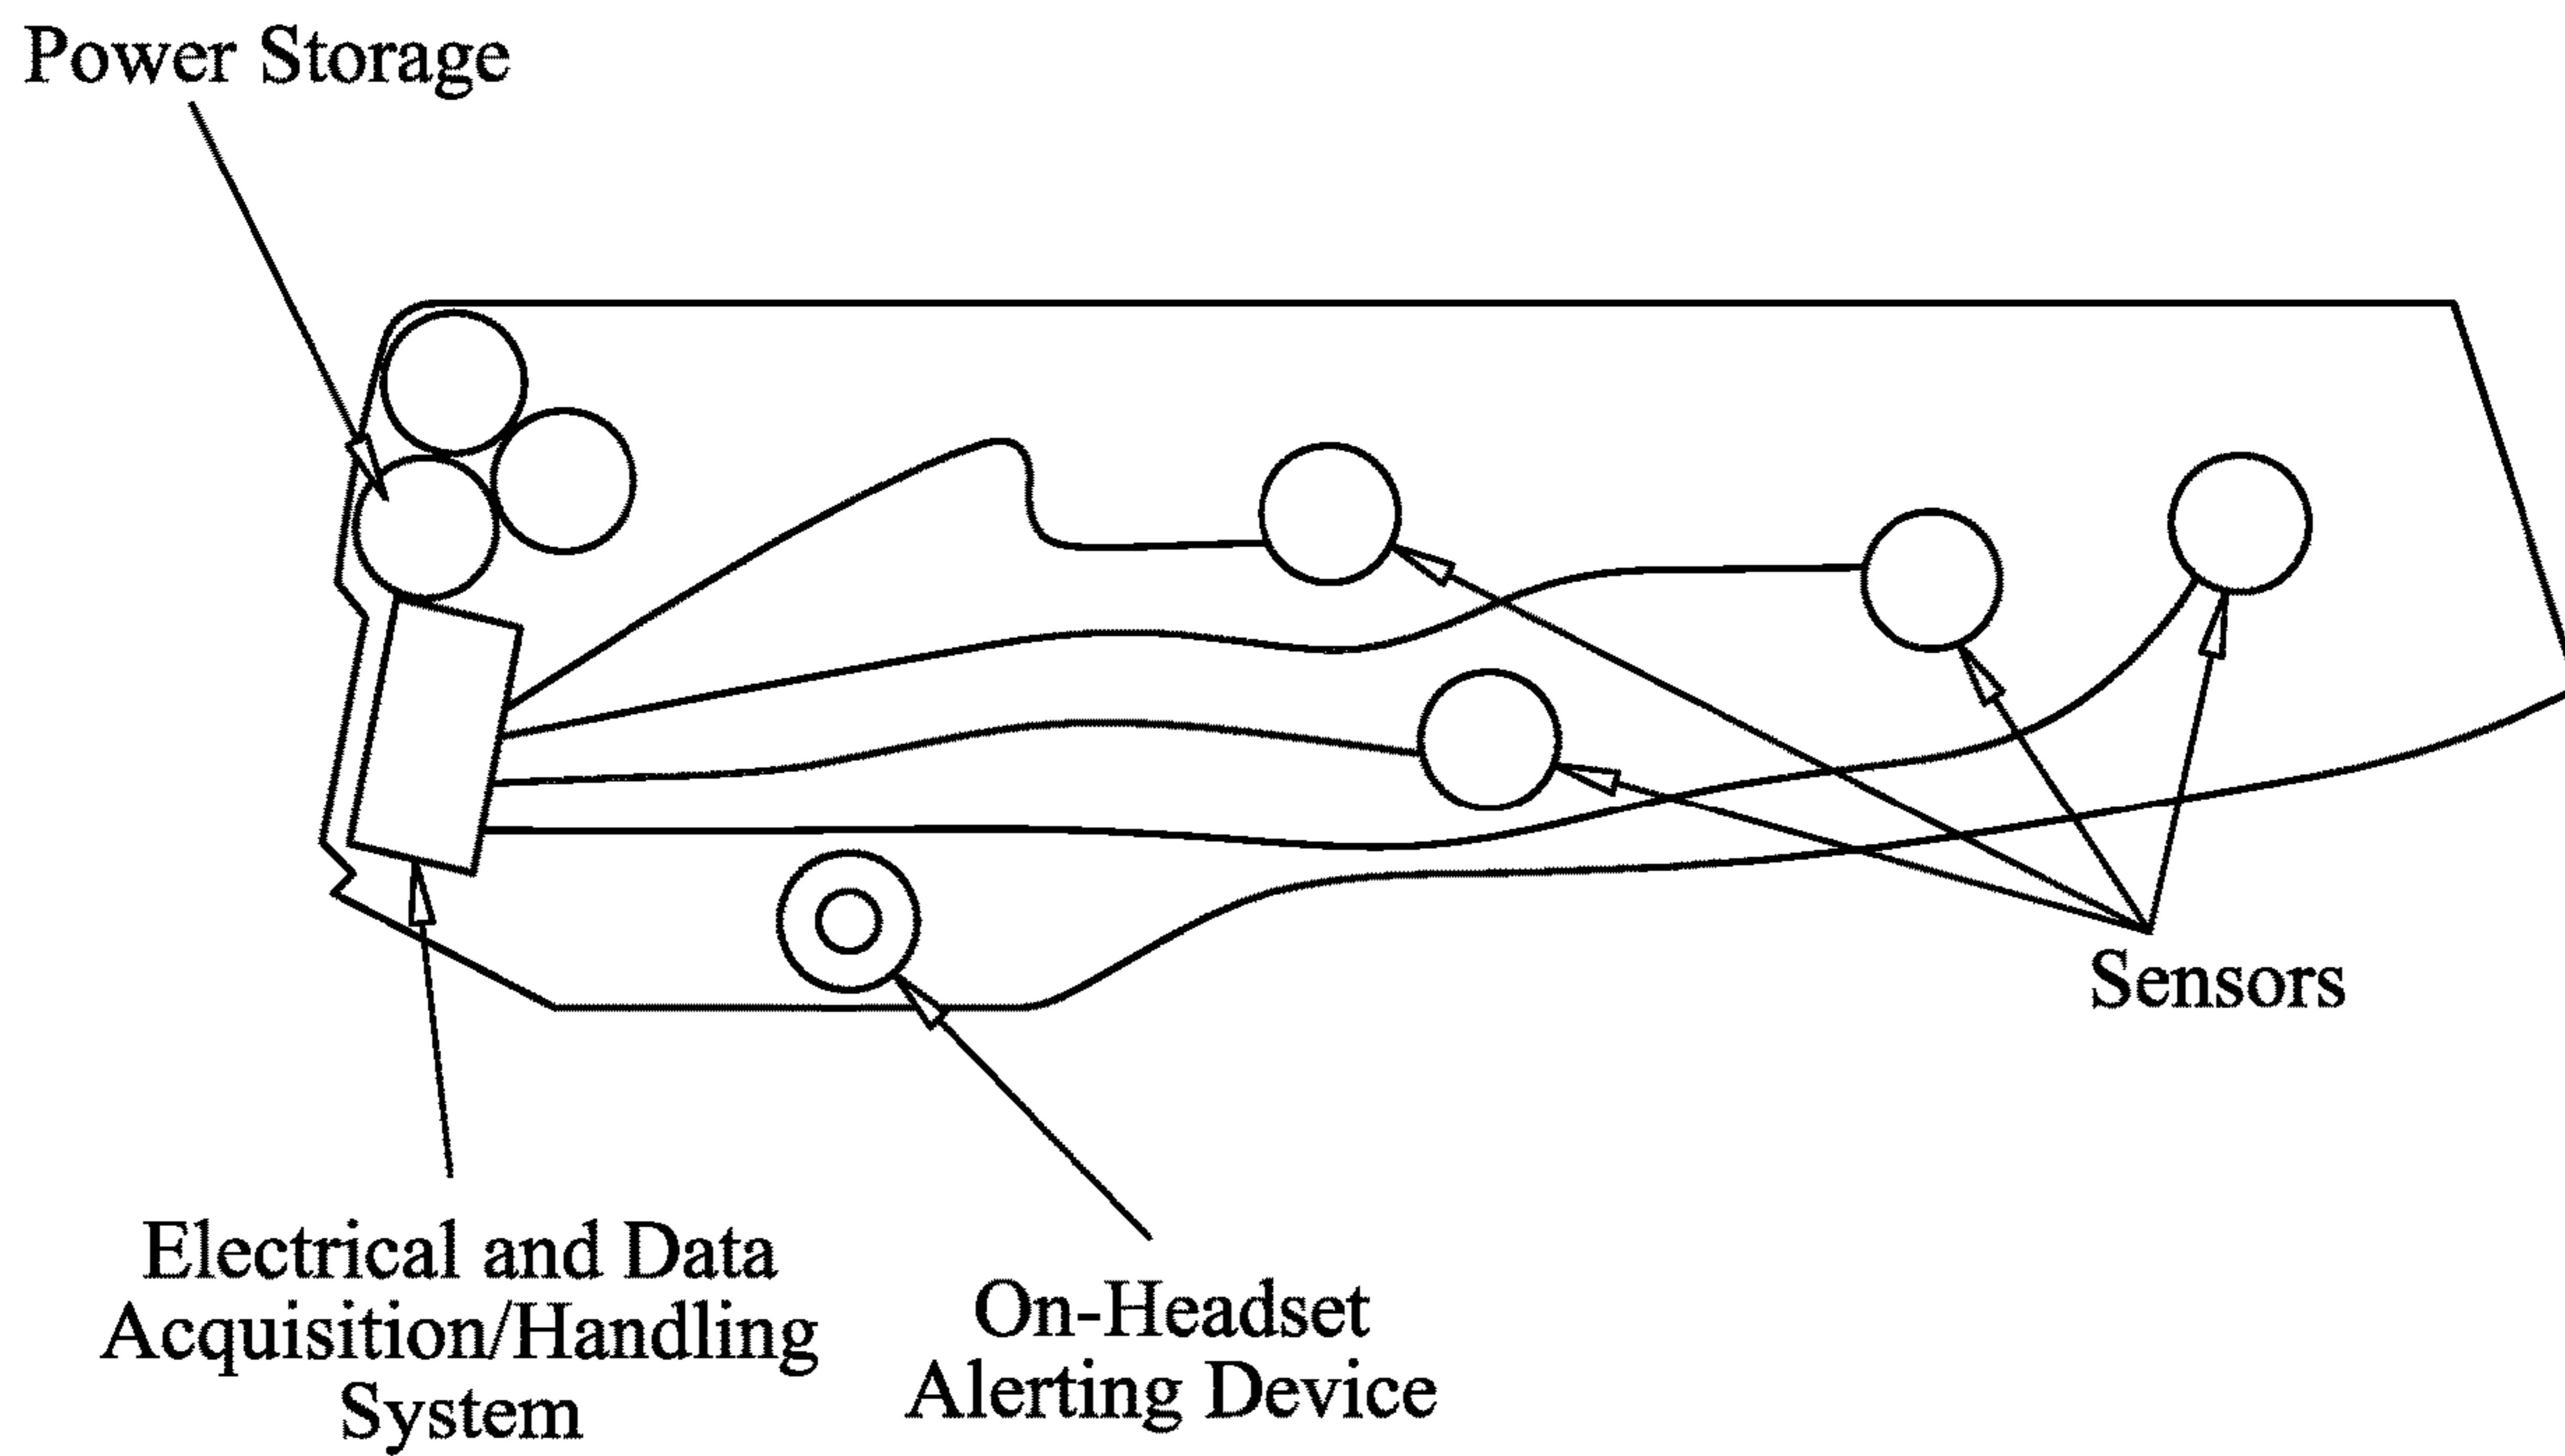 Power Storage
Sensors
Electrical and Data
Acquisition/Handling
System
On-Headset
Alerting Device